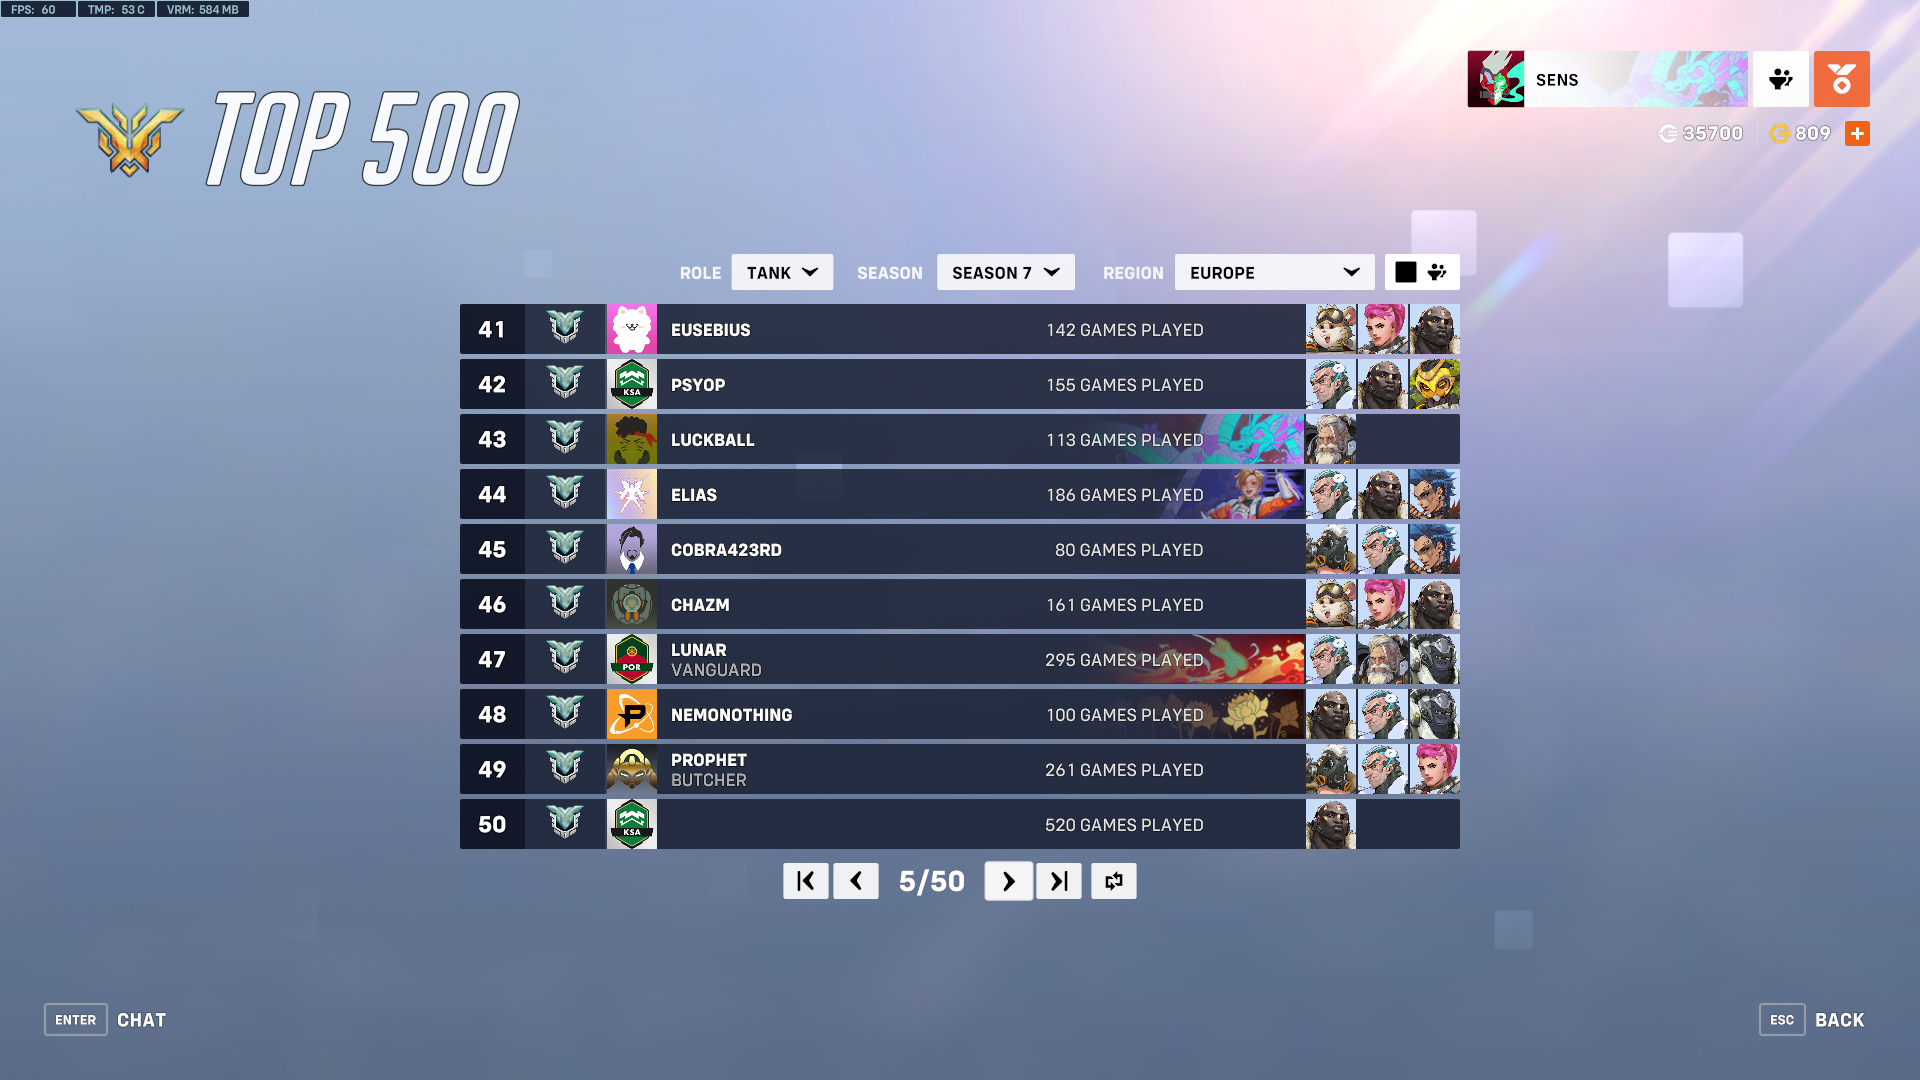 FPS: 60 TMP: 53 C VRM: 584 MB
TOP 500
SENS
35700 809
ROLE TANK SEASON SEASON 7 REGION EUROPE
41 EUSEBIUS 142 GAMES PLAYED
42 KSA PSYOP 155 GAMES PLAYED
43 LUCKBALL 113 GAMES PLAYED
44 ELIAS 186 GAMES PLAYED
45 COBRA423RD 80 GAMES PLAYED
46 CHAZM 161 GAMES PLAYED
47 POR LUNAR 295 GAMES PLAYED
VANGUARD
48 P NEMONOTHING 100 GAMES PLAYED
49 PROPHET 261 GAMES PLAYED
BUTCHER
50 KSA 520 GAMES PLAYED
5/50
ENTER CHAT
ESC BACK